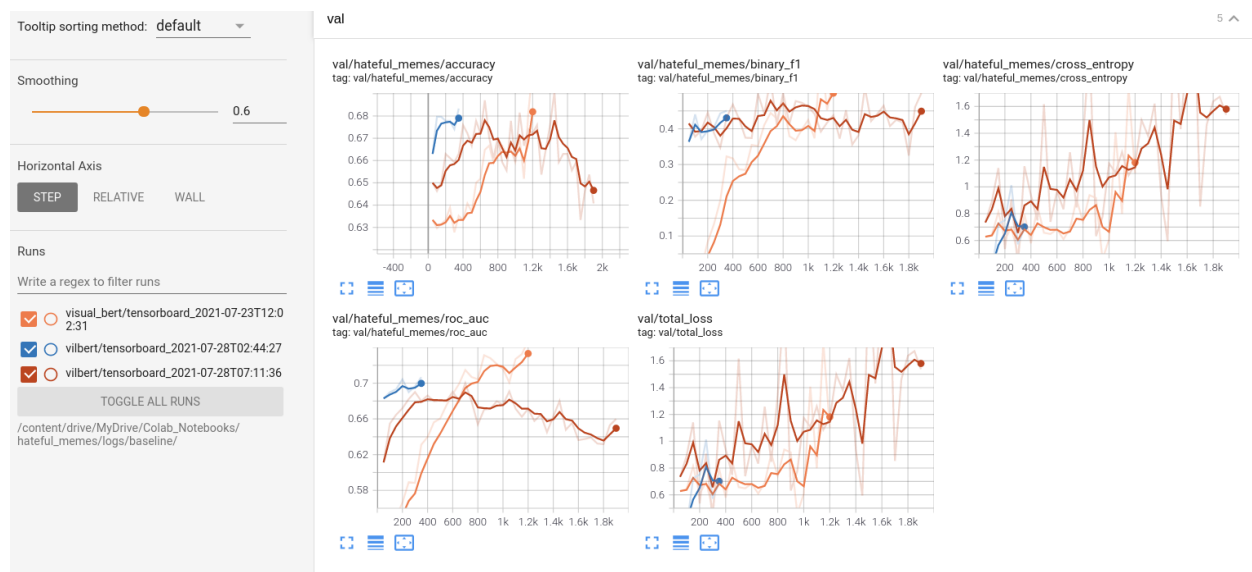 Tooltip sorting method: default
Smoothing
0.6
Horizontal Axis
STEP RELATIVE WALL
Runs
Write a regex to filter runs
visual_bert/tensorboard_2021-07-23T12:0
2:31
vilbert/tensorboard_2021-07-28T02:44:27
vilbert/tensorboard_2021-07-28T07:11:36
TOGGLE ALL RUNS
/content/drive/MyDrive/Colab_Notebooks/
hateful_memes/logs/baseline/
val
5
val/hateful_memes/accuracy
tag: val/hateful_memes/accuracy
0.68
0.67
0.66
0.65
0.64
0.63
-400 0 400 800 1.2k 1.6k 2k
val/hateful_memes/binary_f1
tag: val/hateful_memes/binary_f1
0.4
0.3
0.2
0.1
200 400 600 800 1k 1.2k 1.4k 1.6k 1.8k
val/hateful_memes/cross_entropy
tag: val/hateful_memes/cross_entropy
1.6
1.4
1.2
1
0.8
0.6
200 400 600 800 1k 1.2k 1.4k 1.6k 1.8k
val/hateful_memes/roc_auc
tag: val/hateful_memes/roc_auc
0.7
0.66
0.62
0.58
200 400 600 800 1k 1.2k 1.4k 1.6k 1.8k
val/total_loss
tag: val/total_loss
1.6
1.4
1.2
1
0.8
0.6
200 400 600 800 1k 1.2k 1.4k 1.6k 1.8k